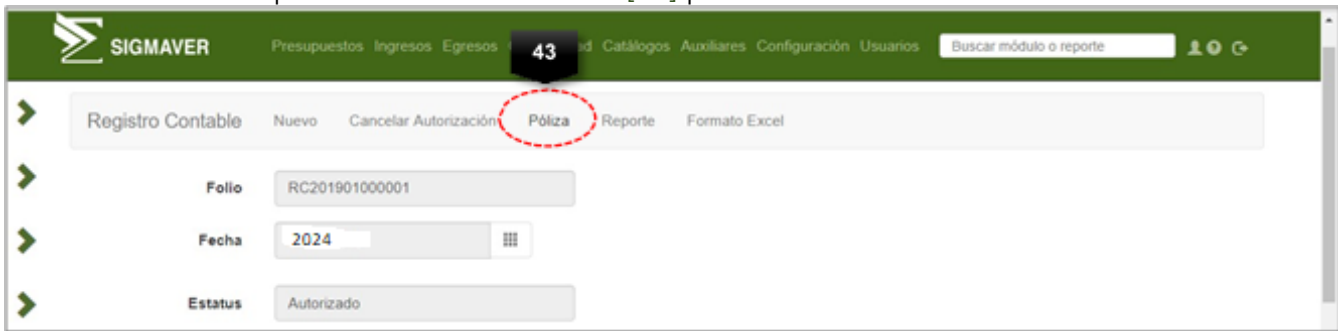 SIGMAVER
Presupuestos Ingresos Egresos d Catálogos Auxiliares Configuración Usuarios Buscar módulo o reporte
43
Registro Contable Nuevo Cancelar Autorización Póliza Reporte Formato Excel
Folio RC201901000001
Fecha 2024
Estatus Autorizado